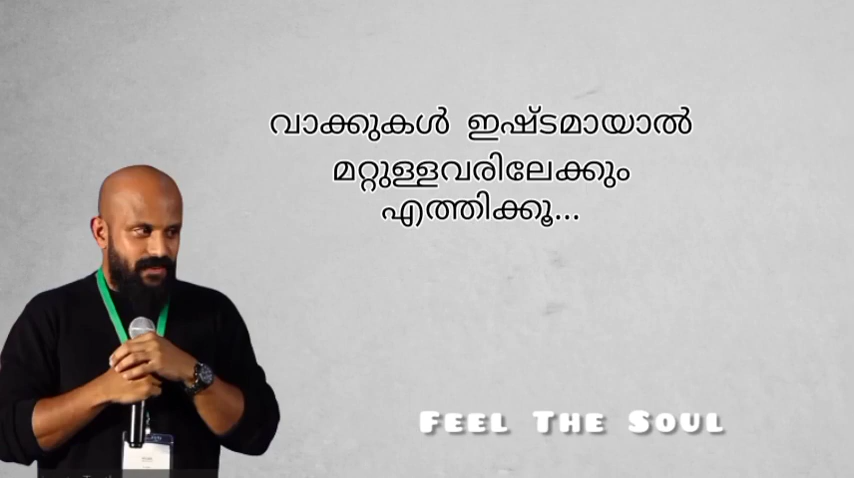 വാക്കുകൾ ഇഷ്ടമായാൽ
മറ്റുള്ളവരിലേക്കും
എത്തിക്കൂ...
FEEL THE SOUL